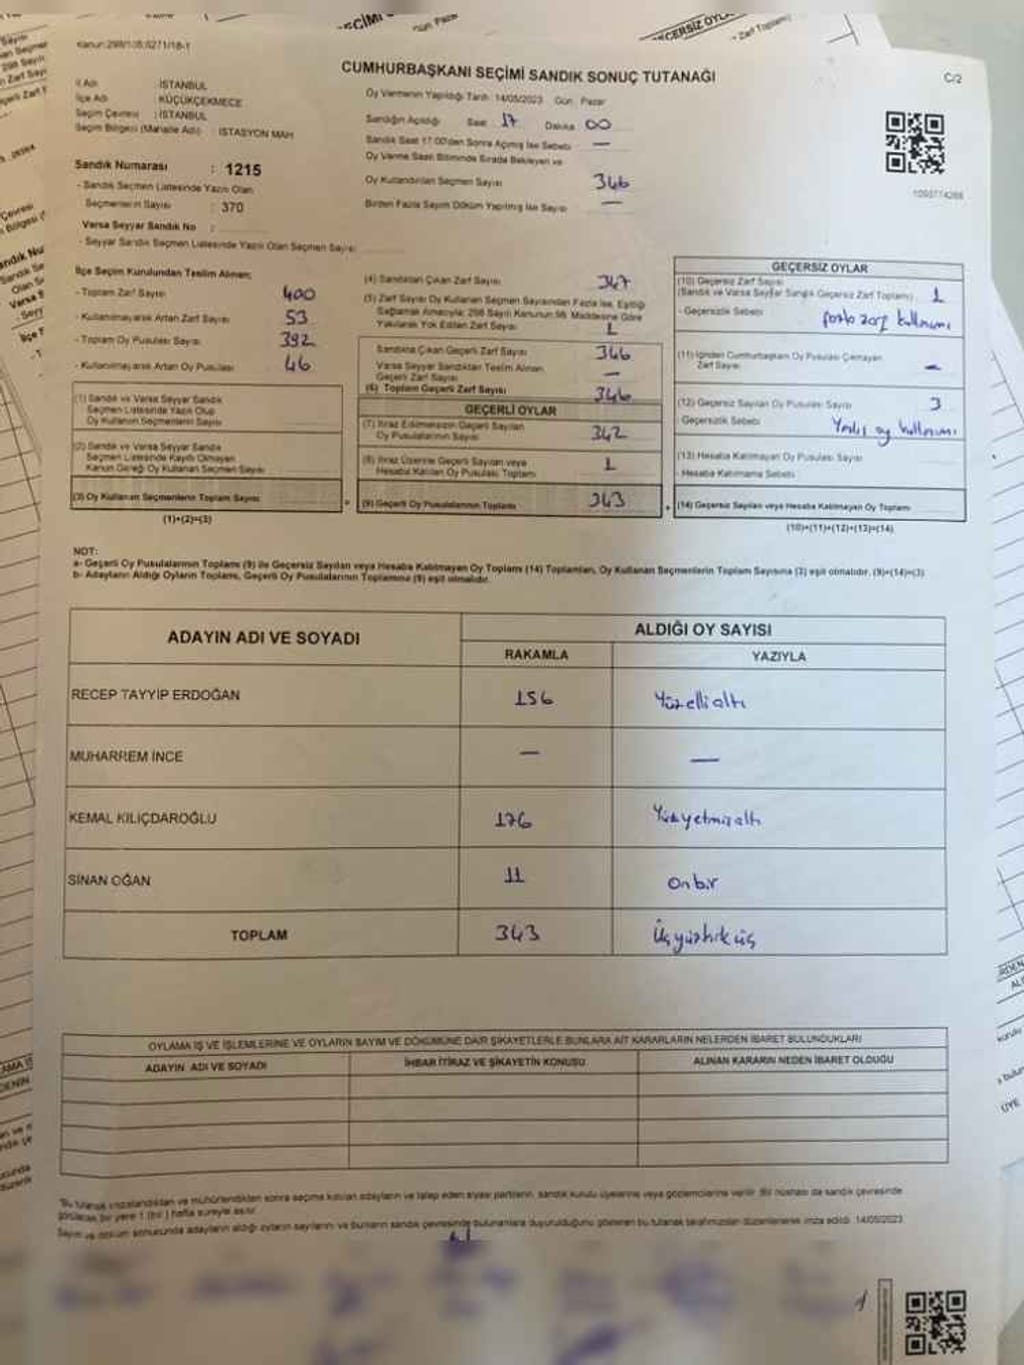 Kanun:298/105,0271/18-1
CUMHURBAŞKANI SEÇİMİ SANDIK SONUÇ TUTANAĞI
C/2
İl Adı : İSTANBUL
İlçe Adı : KÜÇÜKÇEKMECE
Seçim Çevresi : İSTANBUL
Seçim Bölgesi (Mahalle Adı) : İSTASYON MAH
Sandık Numarası : 1215
- Sandık Seçmen Listesinde Yazılı Olan
Seçmenlerin Sayısı : 370
Varsa Seyyar Sandık No :
- Seyyar Sandık Seçmen Listesinde Yazılı Olan Seçmen Sayısı
Oy Vermenin Yapıldığı Tarih: 14/05/2023 Gün: Pazar
Sandığın Açıldığı Saat 17 Dakika 00
Sandık Saat 17.00'den Sonra Açılmış İse Sebebi —
Oy Verme Saati Bitiminde Sırada Bekleyen ve
Oy Kullandırılan Seçmen Sayısı 346
Birden Fazla Sayım Döküm Yapılmış İse Sayısı —
1093774266
İlçe Seçim Kurulundan Teslim Alınan;
- Toplam Zarf Sayısı 400
- Kullanılmayarak Artan Zarf Sayısı 53
- Toplam Oy Pusulası Sayısı 392
- Kullanılmayarak Artan Oy Pusulası 46
(1) Sandık ve Varsa Seyyar Sandık
Seçmen Listesinde Yazılı Olup
Oy Kullanan Seçmenlerin Sayısı
(2) Sandık ve Varsa Seyyar Sandık
Seçmen Listesinde Kayıtlı Olmayan
Kanun Gereği Oy Kullanan Seçmen Sayısı
(3) Oy Kullanan Seçmenlerin Toplam Sayısı
(1)+(2)=(3)
(4) Sandıktan Çıkan Zarf Sayısı 347
(5) Zarf Sayısı Oy Kullanan Seçmen Sayısından Fazla İse, Eşitliği
Sağlamak Amacıyla; 298 Sayılı Kanunun 98. Maddesine Göre
Yakılarak Yok Edilen Zarf Sayısı 1
Sandıkta Çıkan Geçerli Zarf Sayısı 346
Varsa Seyyar Sandıktan Teslim Alınan
Geçerli Zarf Sayısı —
(6) Toplam Geçerli Zarf Sayısı 346
GEÇERLİ OYLAR
(7) İtiraz Edilmeksizin Geçerli Sayılan
Oy Pusulalarının Sayısı 342
(8) İtiraz Üzerine Geçerli Sayılan veya
Hesaba Katılan Oy Pusulası Toplamı 1
(9) Geçerli Oy Pusulalarının Toplamı 343
GEÇERSİZ OYLAR
(10) Geçersiz Zarf Sayısı
(Sandık ve Varsa Seyyar Sandık Geçersiz Zarf Toplamı) 1
- Geçersizlik Sebebi fazla zarf kullanımı
(11) İçinden Cumhurbaşkanı Oy Pusulası Çıkmayan
Zarf Sayısı —
(12) Geçersiz Sayılan Oy Pusulası Sayısı 3
- Geçersizlik Sebebi Yanlış oy kullanımı
(13) Hesaba Katılmayan Oy Pusulası Sayısı
- Hesaba Katılmama Sebebi
(14) Geçersiz Sayılan veya Hesaba Katılmayan Oy Toplamı
(10)+(11)+(12)+(13)=(14)
NOT:
a- Geçerli Oy Pusulalarının Toplamı (9) ile Geçersiz Sayılan veya Hesaba Katılmayan Oy Toplamı (14) Toplamları, Oy Kullanan Seçmenlerin Toplam Sayısına (3) eşit olmalıdır. (9)+(14)=(3)
b- Adayların Aldığı Oyların Toplamı, Geçerli Oy Pusulalarının Toplamına (9) eşit olmalıdır.
ADAYIN ADI VE SOYADI
ALDIĞI OY SAYISI
RAKAMLA YAZIYLA
RECEP TAYYİP ERDOĞAN 156 Yüzellialtı
MUHARREM İNCE — —
KEMAL KILIÇDAROĞLU 176 Yüzyetmişaltı
SİNAN OĞAN 11 Onbir
TOPLAM 343 Üçyüzkırküç
OYLAMA İŞ VE İŞLEMLERİNE VE OYLARIN SAYIM VE DÖKÜMÜNE DAİR ŞİKAYETLERLE BUNLARA AİT KARARLARIN NELERDEN İBARET BULUNDUKLARI
ADAYIN ADI VE SOYADI İHBAR İTİRAZ VE ŞİKAYETİN KONUSU ALINAN KARARIN NEDEN İBARET OLDUĞU
Bu tutanak imzalandıktan ve mühürlendikten sonra seçime katılan adayların ve talep eden siyasi partilerin, sandık kurulu üyelerine veya gözlemcilerine verilir. Bir nüshası da sandık çevresinde
görülecek bir yere 1 (bir) hafta süreyle asılır.
Sayım ve döküm sonucunda adayların aldığı oyların sayılarını ve bunların sandık çevresinde bulunanlara duyurulduğunu gösteren bu tutanak tarafımızdan düzenlenerek imza edildi. 14/05/2023